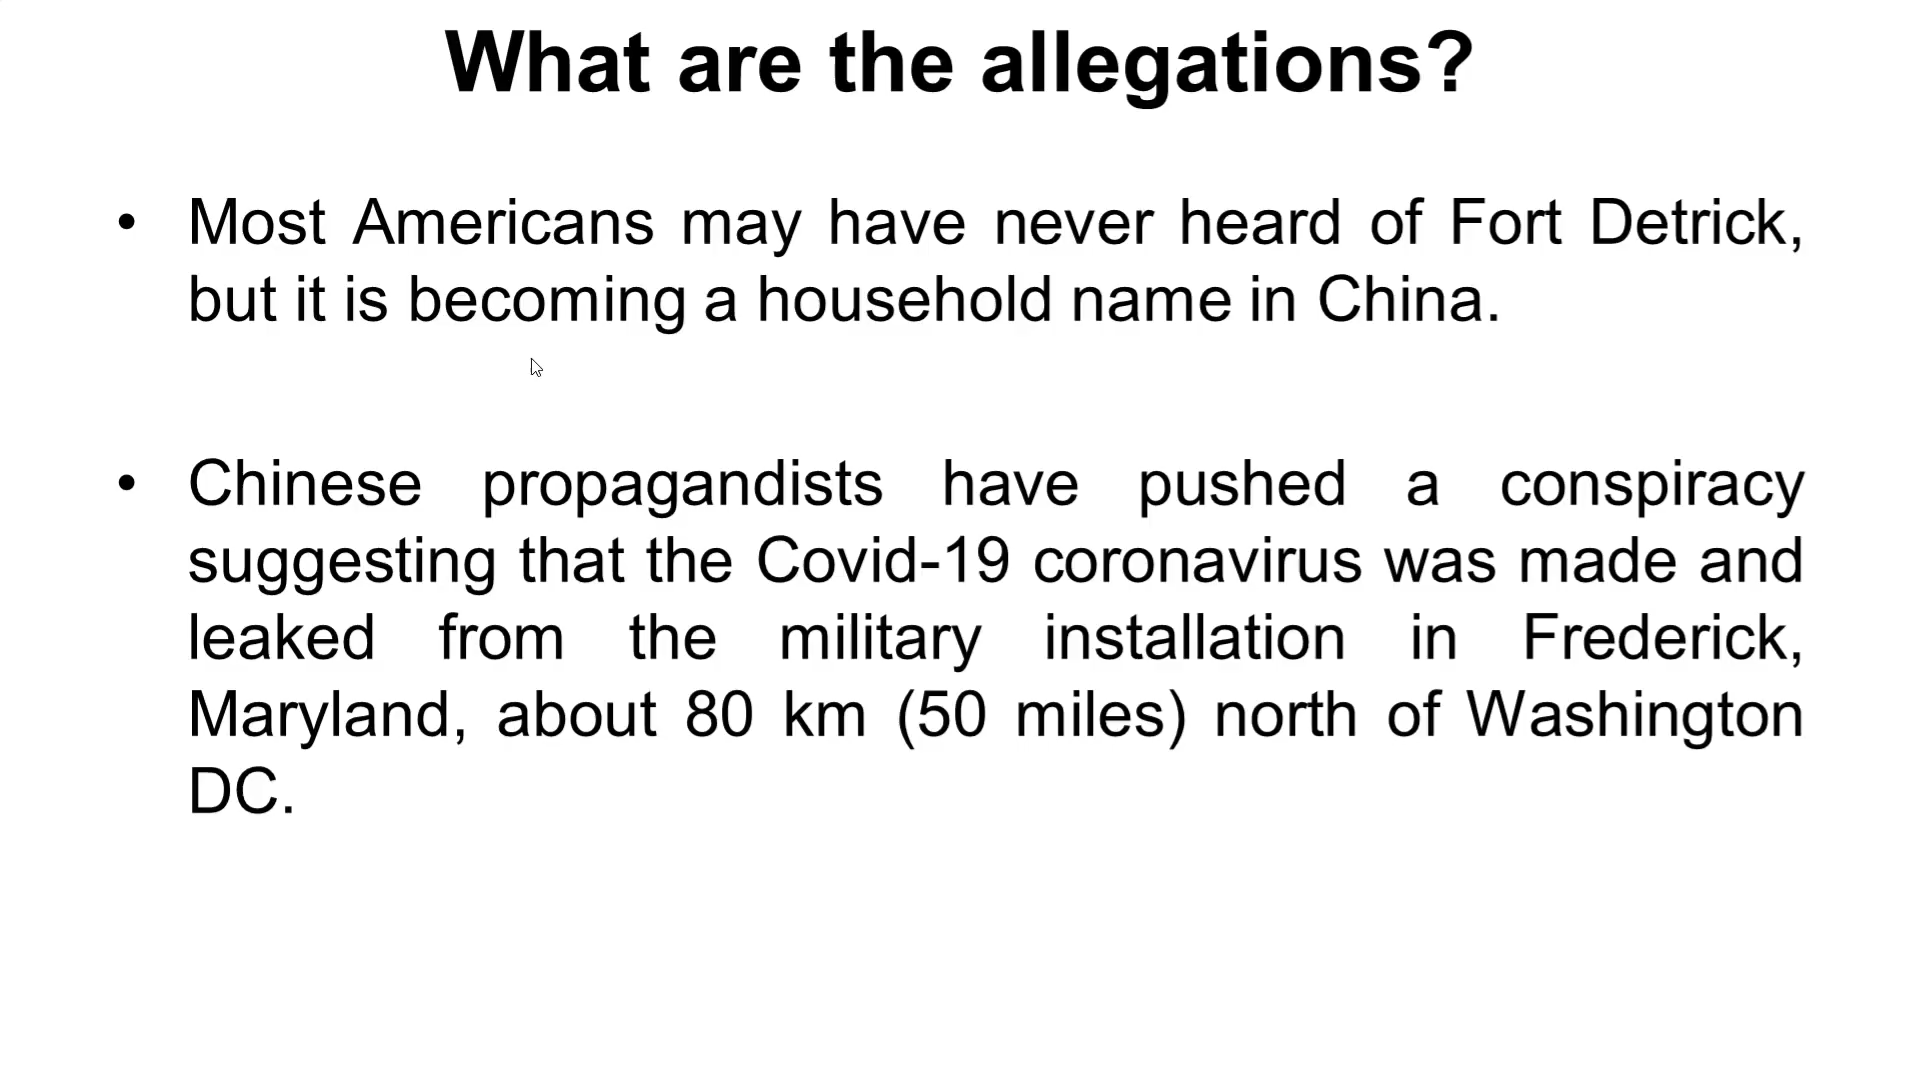 What are the allegations?
• Most Americans may have never heard of Fort Detrick,
but it is becoming a household name in China.
• Chinese propagandists have pushed a conspiracy
suggesting that the Covid-19 coronavirus was made and
leaked from the military installation in Frederick,
Maryland, about 80 km (50 miles) north of Washington
DC.